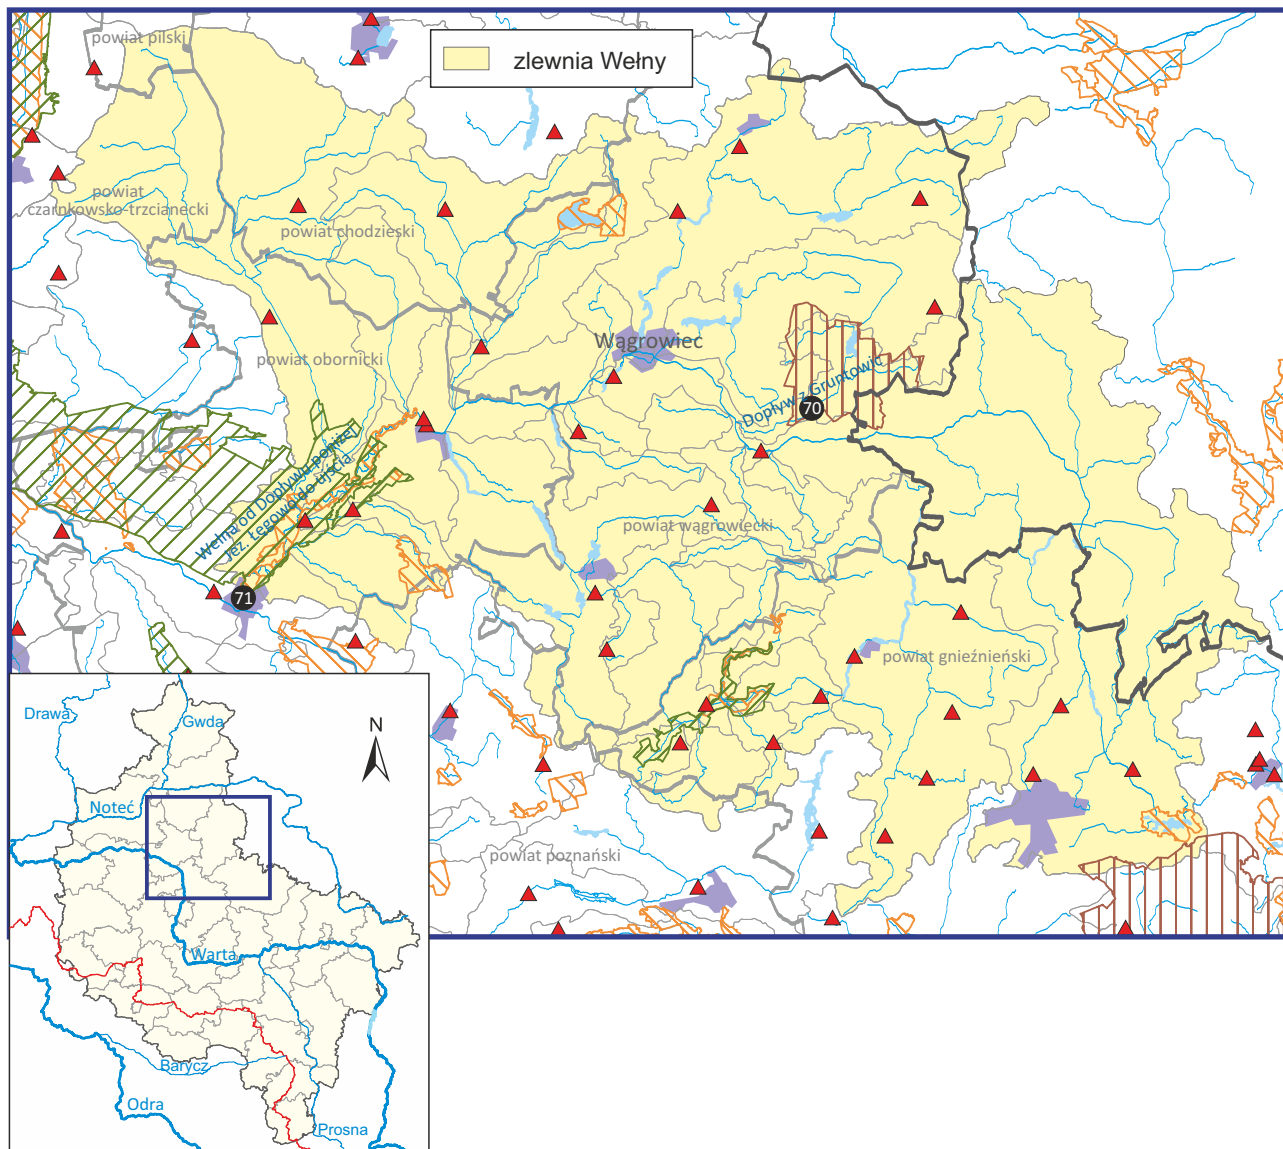 powiat pilski
zlewnia Wełny
powiat
czarnkowsko-trzcianecki
powiat chodzieski
Wągrowiec
powiat obornicki
Dopływ z Gruntowic
70
Wełna od Dopływu poniżej
jez. Łęgowo do ujścia
powiat wągrowiecki
71
powiat gnieźnieński
powiat poznański
Drawa
Gwda
N
Noteć
Warta
Barycz
Odra
Prosna